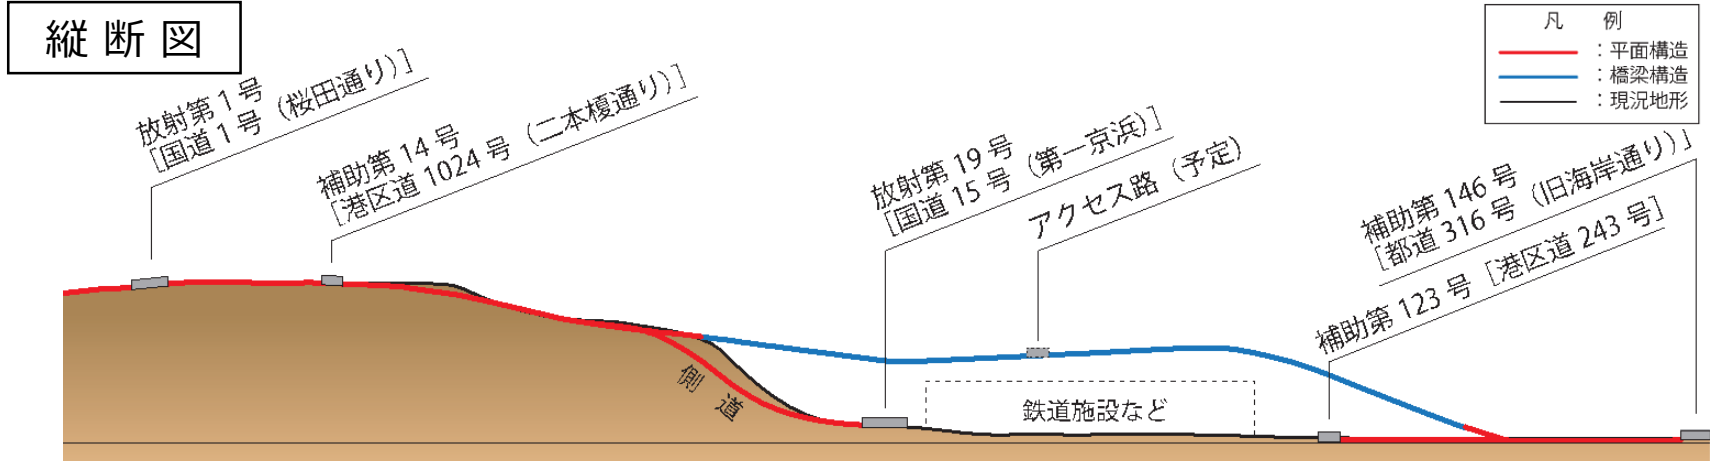 縦断図
凡 例
：平面構造
：橋梁構造
：現況地形
放射第1号
［国道1号（桜田通り）］
補助第14号
［港区道1024号（二本榎通り）］
放射第19号
［国道15号（第一京浜）］
アクセス路（予定）
補助第146号
［都道316号（旧海岸通り）］
補助第123号［港区道243号］
側道
鉄道施設など